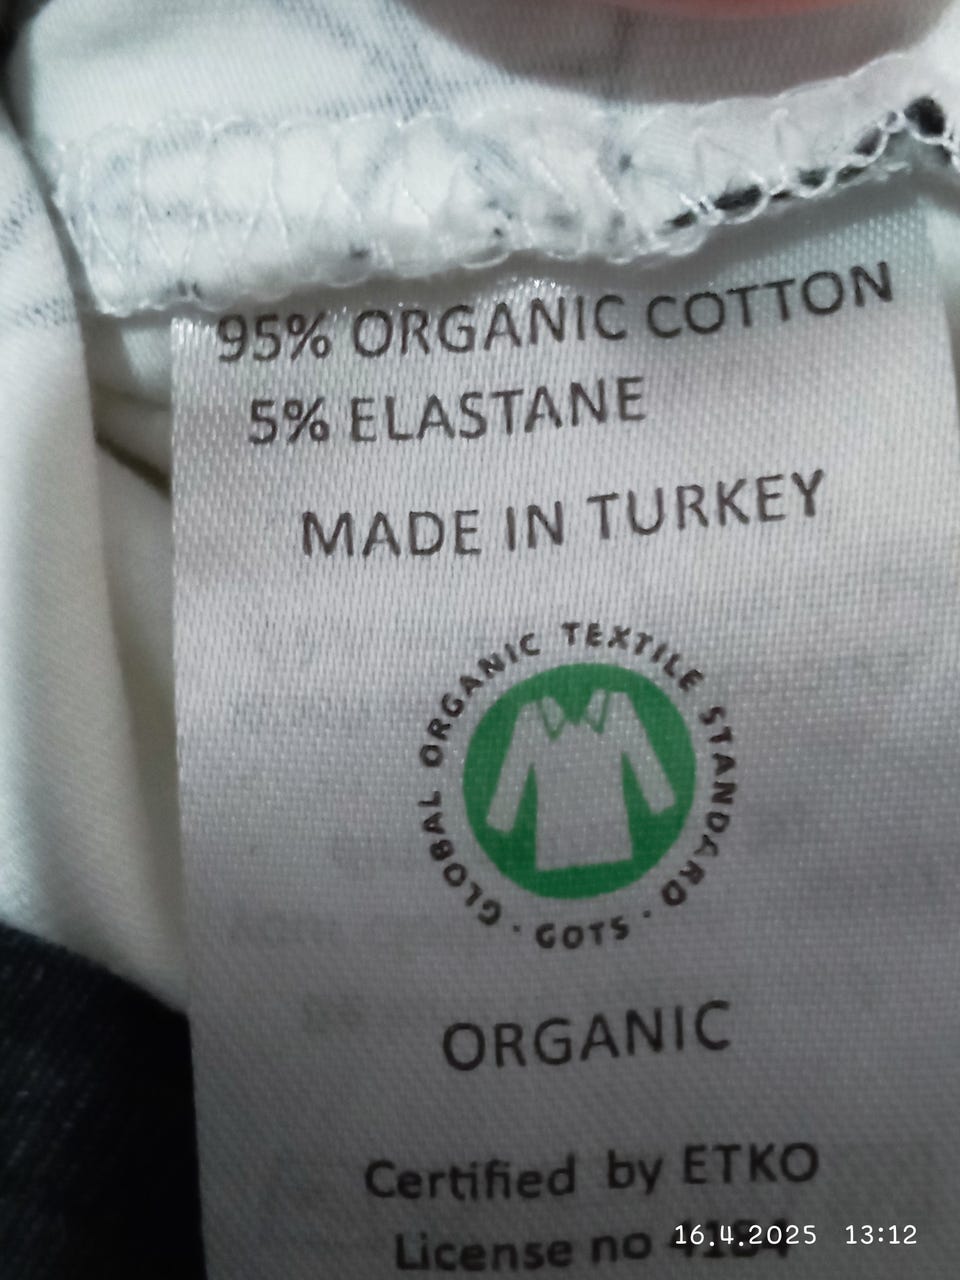 95% ORGANIC COTTON
5% ELASTANE
MADE IN TURKEY
GLOBAL ORGANIC TEXTILE STANDARD · GOTS ·
ORGANIC
Certified by ETKO
License no
16.4.2025 13:12